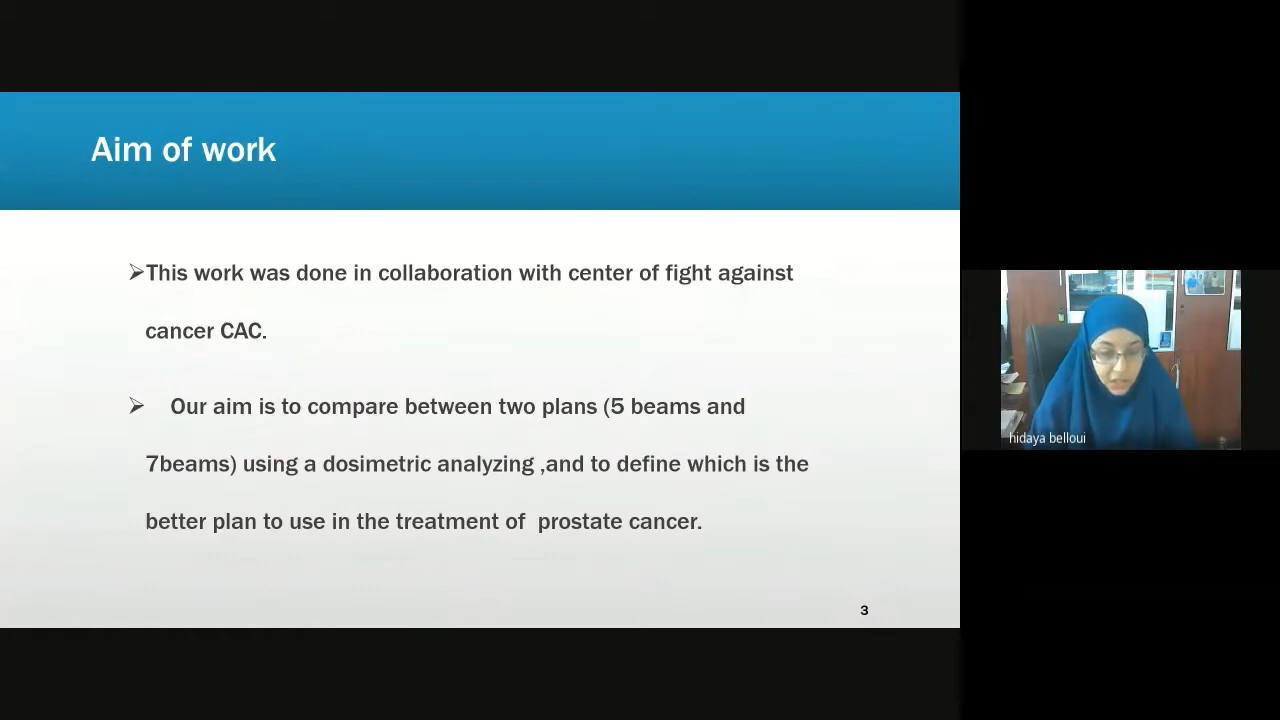 Aim of work
➢This work was done in collaboration with center of fight against
cancer CAC.
➢ Our aim is to compare between two plans (5 beams and
7beams) using a dosimetric analyzing ,and to define which is the
better plan to use in the treatment of prostate cancer.
3
hidaya belloui